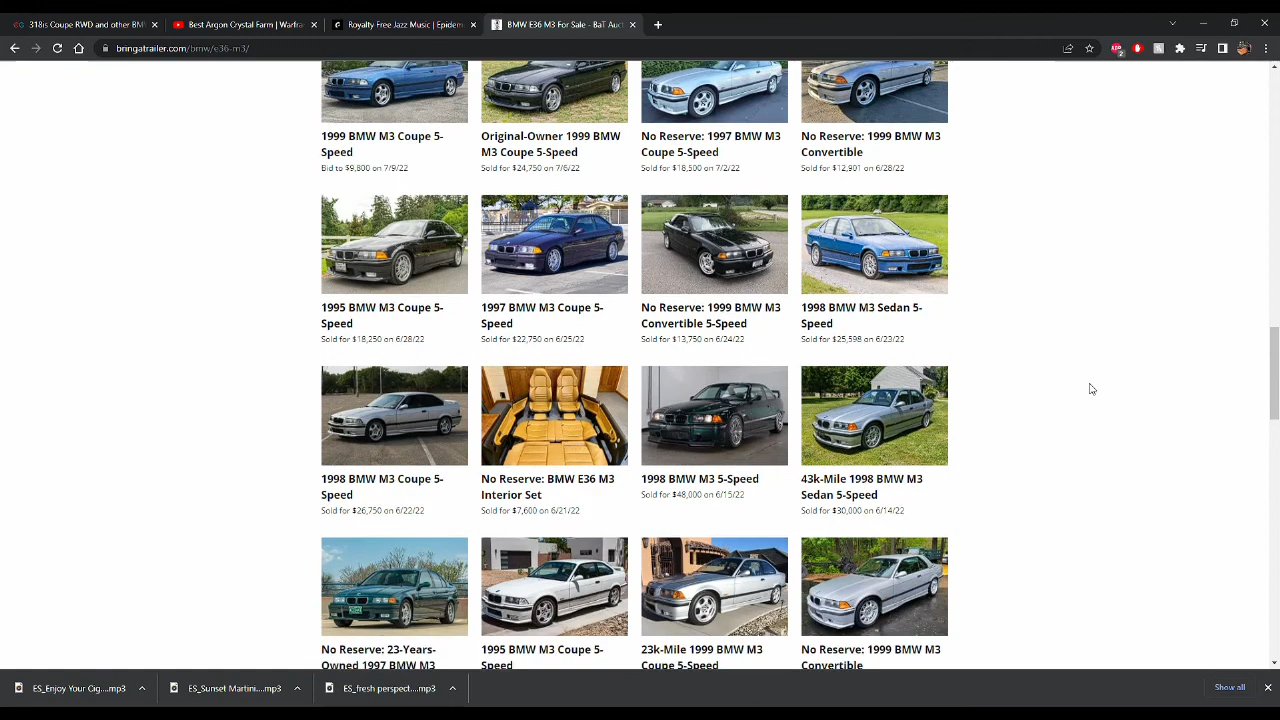 318is Coupe RWD and other BM
Best Argon Crystal Farm | Warfra
Royalty Free Jazz Music | Epidem
BMW E36 M3 For Sale - BaT Auct
bringatrailer.com/bmw/e36-m3/
1999 BMW M3 Coupe 5-
Speed
Bid to $9,800 on 7/9/22
Original-Owner 1999 BMW
M3 Coupe 5-Speed
Sold for $24,750 on 7/6/22
No Reserve: 1997 BMW M3
Coupe 5-Speed
Sold for $18,500 on 7/2/22
No Reserve: 1999 BMW M3
Convertible
Sold for $12,901 on 6/28/22
1995 BMW M3 Coupe 5-
Speed
Sold for $18,250 on 6/28/22
1997 BMW M3 Coupe 5-
Speed
Sold for $22,750 on 6/25/22
No Reserve: 1999 BMW M3
Convertible 5-Speed
Sold for $13,750 on 6/24/22
1998 BMW M3 Sedan 5-
Speed
Sold for $25,598 on 6/23/22
1998 BMW M3 Coupe 5-
Speed
Sold for $26,750 on 6/22/22
No Reserve: BMW E36 M3
Interior Set
Sold for $7,600 on 6/21/22
1998 BMW M3 5-Speed
Sold for $48,000 on 6/15/22
43k-Mile 1998 BMW M3
Sedan 5-Speed
Sold for $30,000 on 6/14/22
No Reserve: 23-Years-
Owned 1997 BMW M3
1995 BMW M3 Coupe 5-
Speed
23k-Mile 1999 BMW M3
Coupe 5-Speed
No Reserve: 1999 BMW M3
Convertible
ES_Enjoy Your Gig....mp3
ES_Sunset Martini....mp3
ES_fresh perspect....mp3
Show all